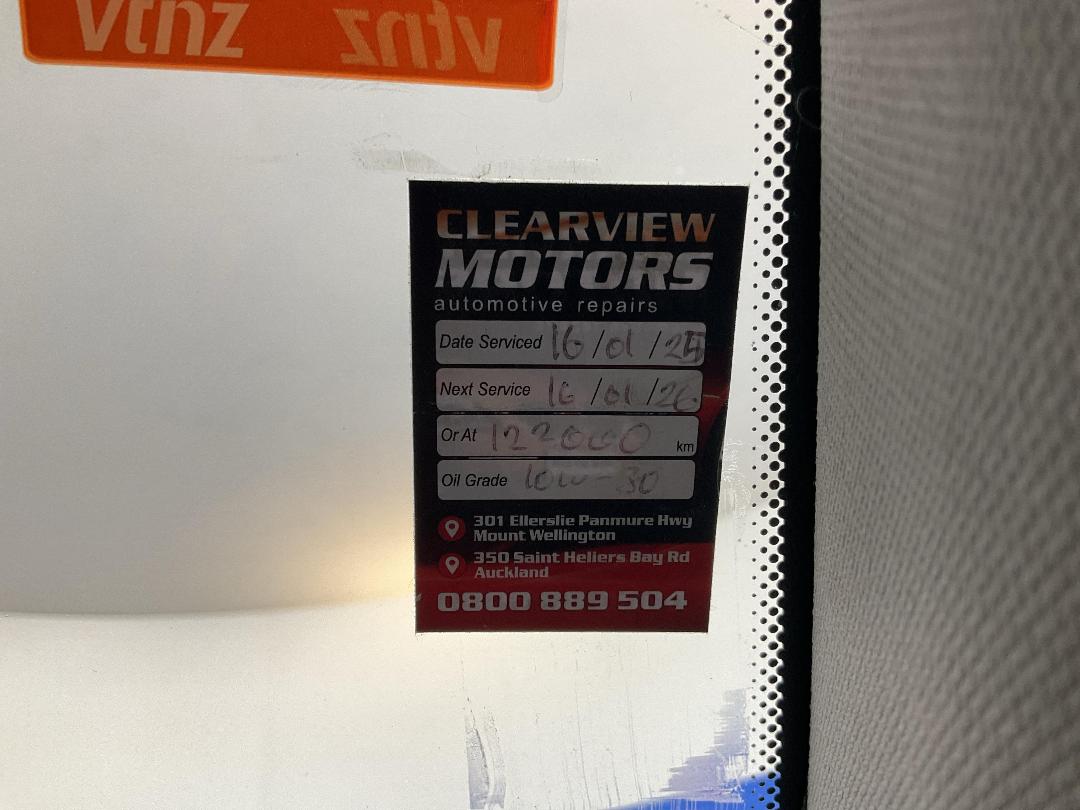 vtnz vtnz
CLEARVIEW
MOTORS
automotive repairs
Date Serviced 16/01/25
Next Service 16/01/26
Or At 122000 km
Oil Grade 10w-30
301 Ellerslie Panmure Hwy
Mount Wellington
350 Saint Heliers Bay Rd
Auckland
0800 889 504